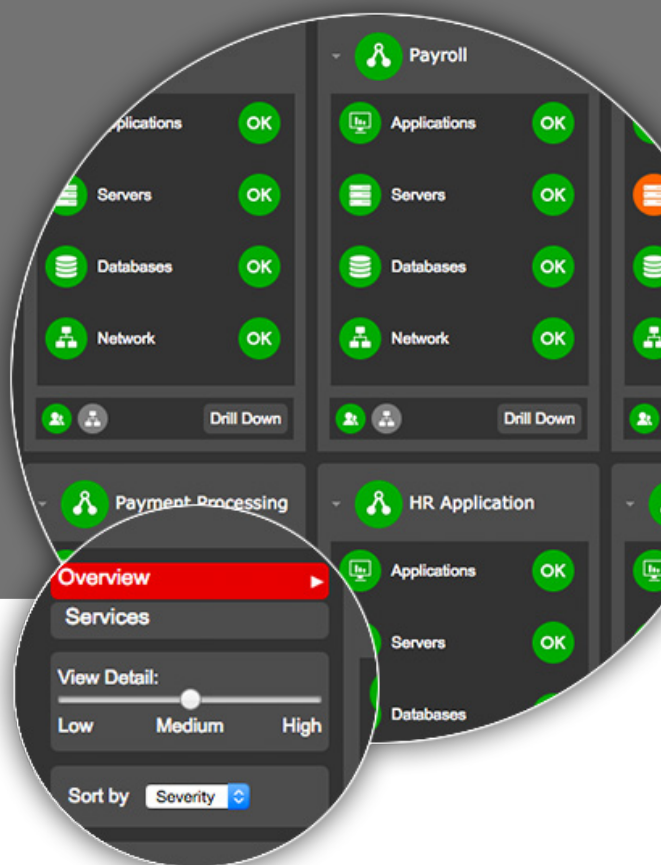 Payroll
Applications OK
Applications OK
Servers OK
Servers OK
Databases OK
Databases OK
Network OK
Network OK
Drill Down
Drill Down
Payment Processing
HR Application
Overview
Applications OK
Services
Servers OK
View Detail:
Databases
Low Medium High
Sort by Severity